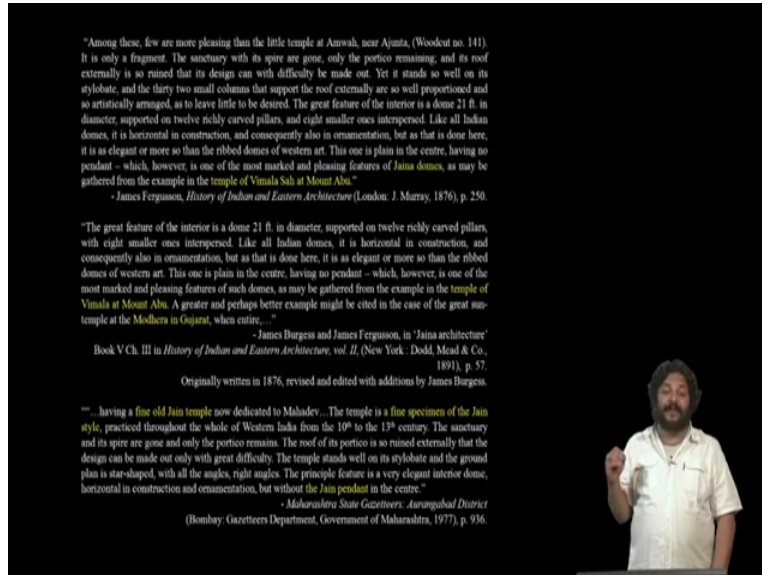 "Among these, few are more pleasing than the little temple at Amwah, near Ajunta, (Woodcut no. 141).
It is only a fragment. The sanctuary with its spire are gone, only the portico remaining; and its roof
externally is so ruined that its design can with difficulty be made out. Yet it stands so well on its
stylobate, and the thirty two small columns that support the roof externally are so well proportioned and
so artistically arranged, as to leave little to be desired. The great feature of the interior is a dome 21 ft. in
diameter, supported on twelve richly carved pillars, and eight smaller ones interspersed. Like all Indian
domes, it is horizontal in construction, and consequently also in ornamentation, but as that is done here,
it is as elegant or more so than the ribbed domes of western art. This one is plain in the centre, having no
pendant – which, however, is one of the most marked and pleasing features of Jaina domes, as may be
gathered from the example in the temple of Vimala Sah at Mount Abu."
- James Fergusson, History of Indian and Eastern Architecture (London: J. Murray, 1876), p. 250.
"The great feature of the interior is a dome 21 ft. in diameter, supported on twelve richly carved pillars,
with eight smaller ones interspersed. Like all Indian domes, it is horizontal in construction, and
consequently also in ornamentation, but as that is done here, it is as elegant or more so than the ribbed
domes of western art. This one is plain in the centre, having no pendant – which, however, is one of the
most marked and pleasing features of such domes, as may be gathered from the example in the temple of
Vimala at Mount Abu. A greater and perhaps better example might be cited in the case of the great sun-
temple at the Modhera in Gujarat, when entire,…"
- James Burgess and James Fergusson, in 'Jaina architecture'
Book V Ch. III in History of Indian and Eastern Architecture, vol. II, (New York : Dodd, Mead & Co.,
1891), p. 57.
Originally written in 1876, revised and edited with additions by James Burgess.
""…having a fine old Jain temple now dedicated to Mahadev…The temple is a fine specimen of the Jain
style, practiced throughout the whole of Western India from the 10th to the 13th century. The sanctuary
and its spire are gone and only the portico remains. The roof of its portico is so ruined externally that the
design can be made out only with great difficulty. The temple stands well on its stylobate and the ground
plan is star-shaped, with all the angles, right angles. The principle feature is a very elegant interior dome,
horizontal in construction and ornamentation, but without the Jain pendant in the centre."
- Maharashtra State Gazetteers: Aurangabad District
(Bombay: Gazetteers Department, Government of Maharashtra, 1977), p. 936.